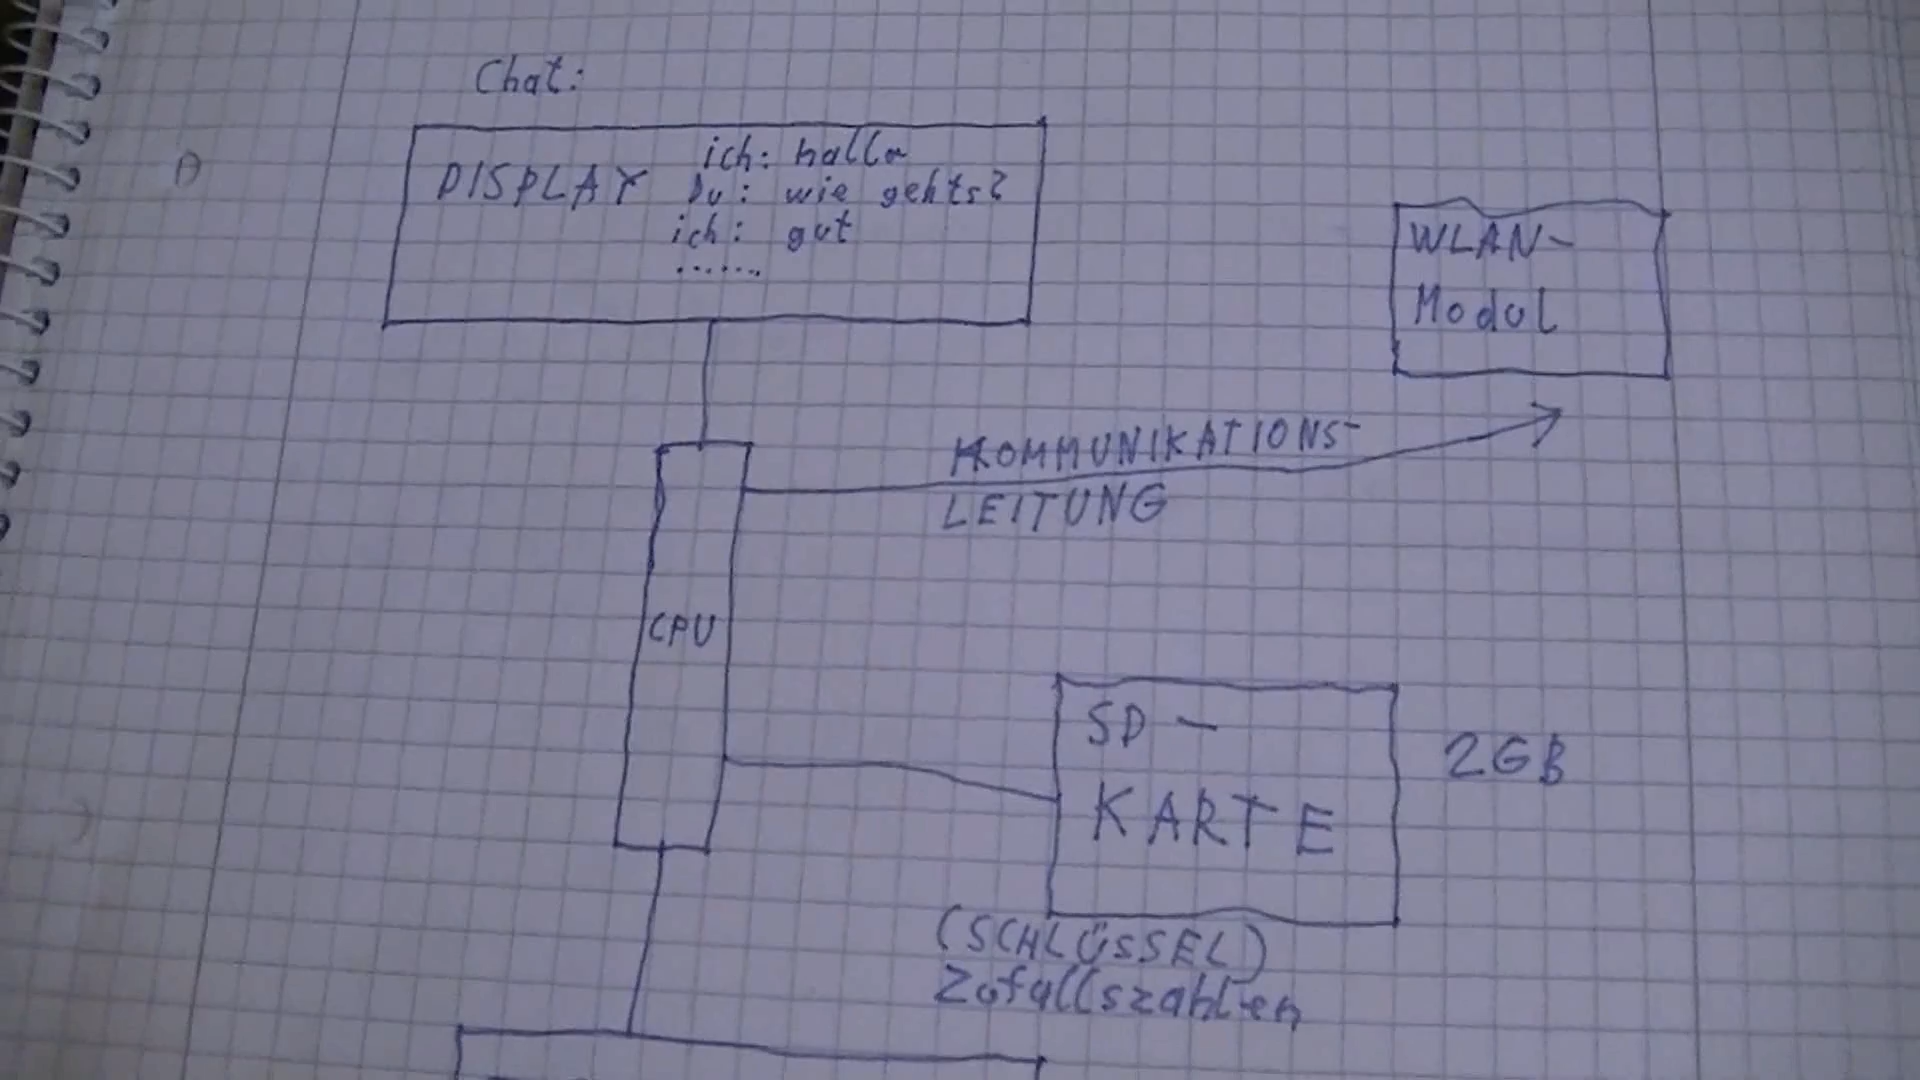 Chat:
ich: hallo
DISPLAY Du: wie gehts?
ich: gut
.......
WLAN-
Modul
KOMMUNIKATIONS-
LEITUNG
CPU
SD-
KARTE
2GB
(SCHLÜSSEL)
Zufallszahlen